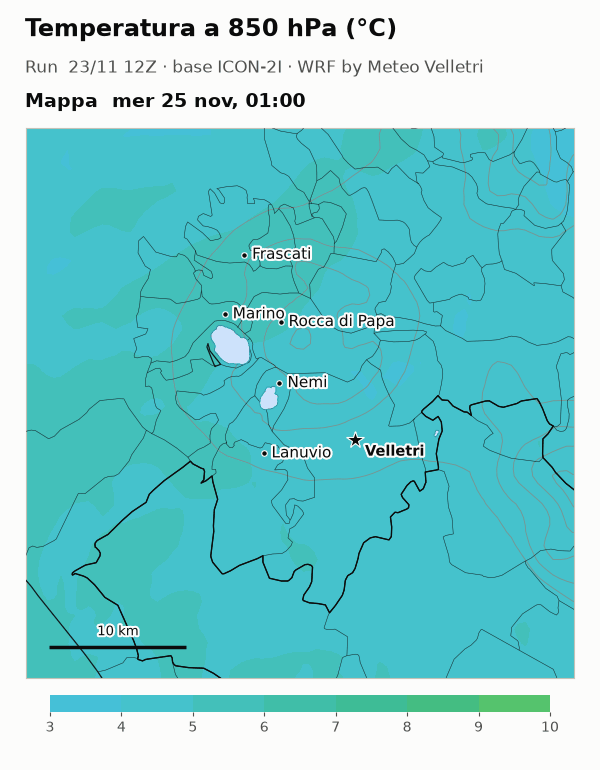 Temperatura a 850 hPa (°C)
Run  23/11 12Z · base ICON-2I · WRF by Meteo Velletri
Mappa  mer 25 nov, 01:00
Frascati
Marino
Rocca di Papa
Nemi
Velletri
Lanuvio
10 km
3 4 5 6 7 8 9 10